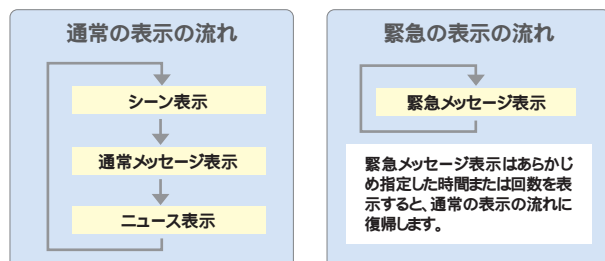 通常の表示の流れ
シーン表示
通常メッセージ表示
ニュース表示
緊急の表示の流れ
緊急メッセージ表示
緊急メッセージ表示はあらかじ
め指定した時間または回数を表
示すると、通常の表示の流れに
復帰します。